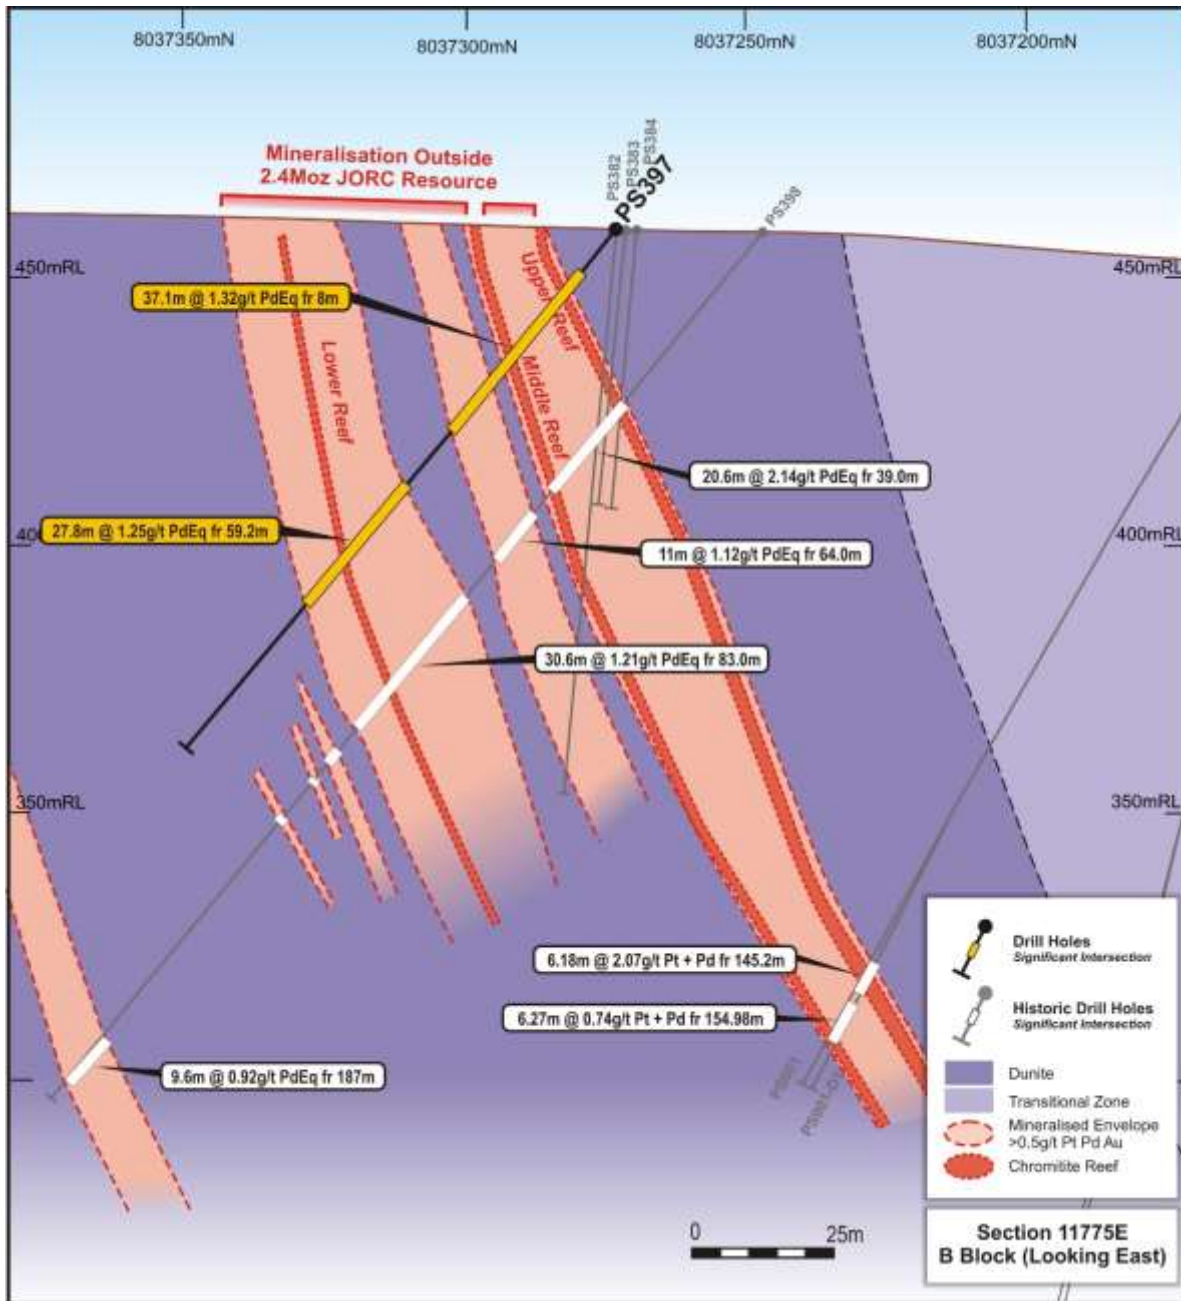 8037350mN
8037300mN
8037250mN
8037200mN
Mineralisation Outside
2.4Moz JORC Resource
PS382
PS383
PS384
PS397
PS398
450mRL
450mRL
37.1m @ 1.32g/t PdEq fr 8m
Upper Reef
Middle Reef
Lower Reef
20.6m @ 2.14g/t PdEq fr 39.0m
27.8m @ 1.25g/t PdEq fr 59.2m
400mRL
11m @ 1.12g/t PdEq fr 64.0m
30.6m @ 1.21g/t PdEq fr 83.0m
350mRL
350mRL
6.18m @ 2.07g/t Pt + Pd fr 145.2m
6.27m @ 0.74g/t Pt + Pd fr 154.98m
9.6m @ 0.92g/t PdEq fr 187m
Drill Holes
Significant Intersection
Historic Drill Holes
Significant Intersection
Dunite
Transitional Zone
Mineralised Envelope
>0.5g/t Pt Pd Au
Chromitite Reef
0 25m
Section 11775E
B Block (Looking East)